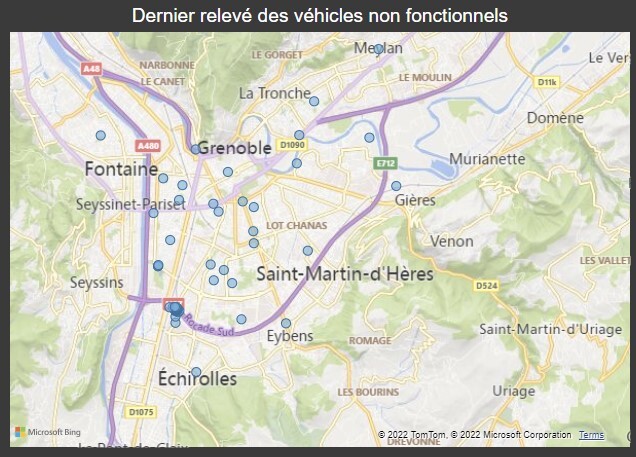 Dernier relevé des véhicules non fonctionnels
Meylan
NARBONNE
LE GORGET
Le Ver
A48
LE CANET
LE MOULIN
D11k
La Tronche
Domène
A480
Grenoble
D1090
Fontaine
E712
Murianette
Seyssinet-Pariset
Gières
LOT CHANAS
Venon
LES VALLET
Seyssins
Saint-Martin-d'Hères
D524
Rocade Sud
Eybens
Saint-Martin-d'Uriage
ROMAGE
Échirolles
LES BOURINS
Uriage
D1075
Microsoft Bing
© 2022 TomTom, © 2022 Microsoft Corporation Terms
Le Pont-de-Claix
DREVONNE